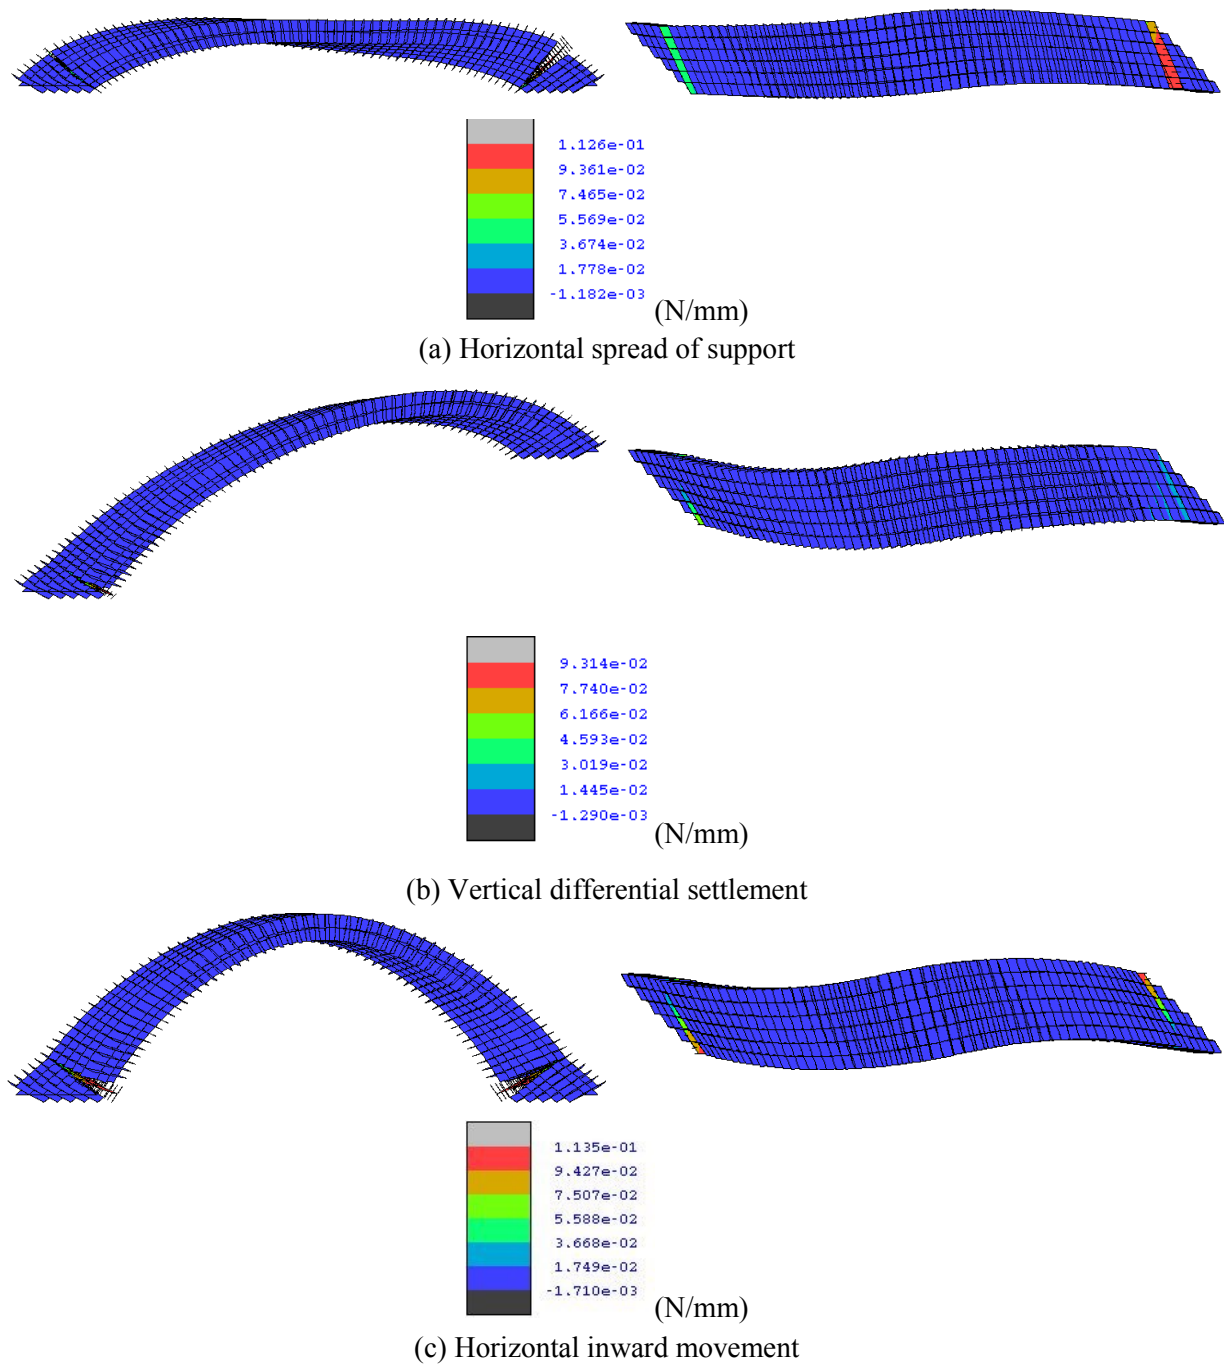 1.126e-01
9.361e-02
7.465e-02
5.569e-02
3.674e-02
1.778e-02
-1.182e-03
(N/mm)
(a) Horizontal spread of support
9.314e-02
7.740e-02
6.166e-02
4.593e-02
3.019e-02
1.445e-02
-1.290e-03
(N/mm)
(b) Vertical differential settlement
1.135e-01
9.427e-02
7.507e-02
5.588e-02
3.668e-02
1.749e-02
-1.710e-03
(N/mm)
(c) Horizontal inward movement